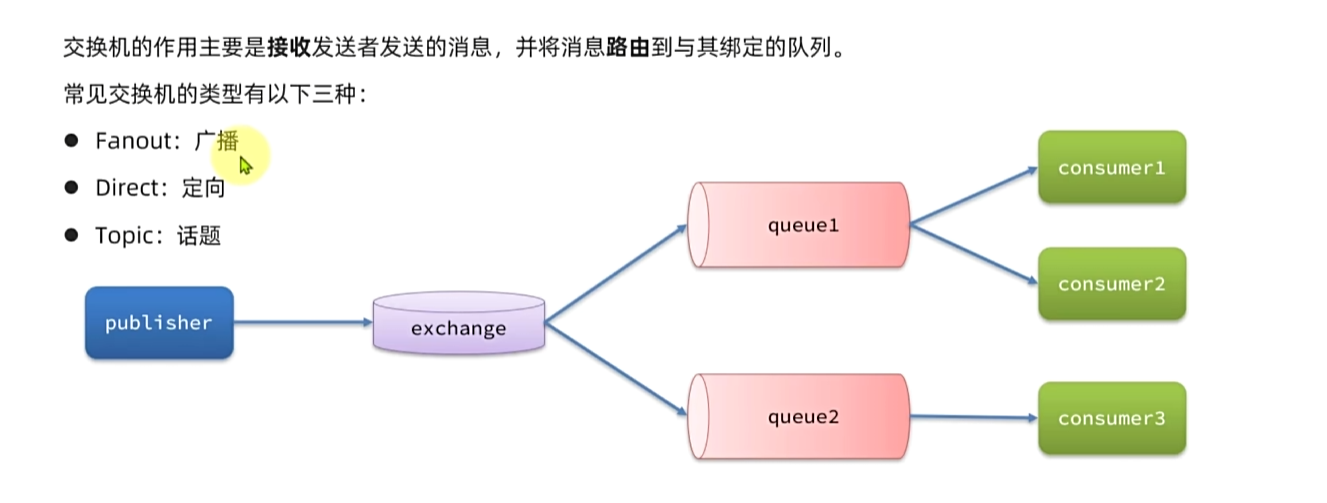 交换机的作用主要是接收发送者发送的消息，并将消息路由到与其绑定的队列。
常见交换机的类型有以下三种：
● Fanout：广播
● Direct：定向
● Topic：话题
publisher
exchange
queue1
queue2
consumer1
consumer2
consumer3